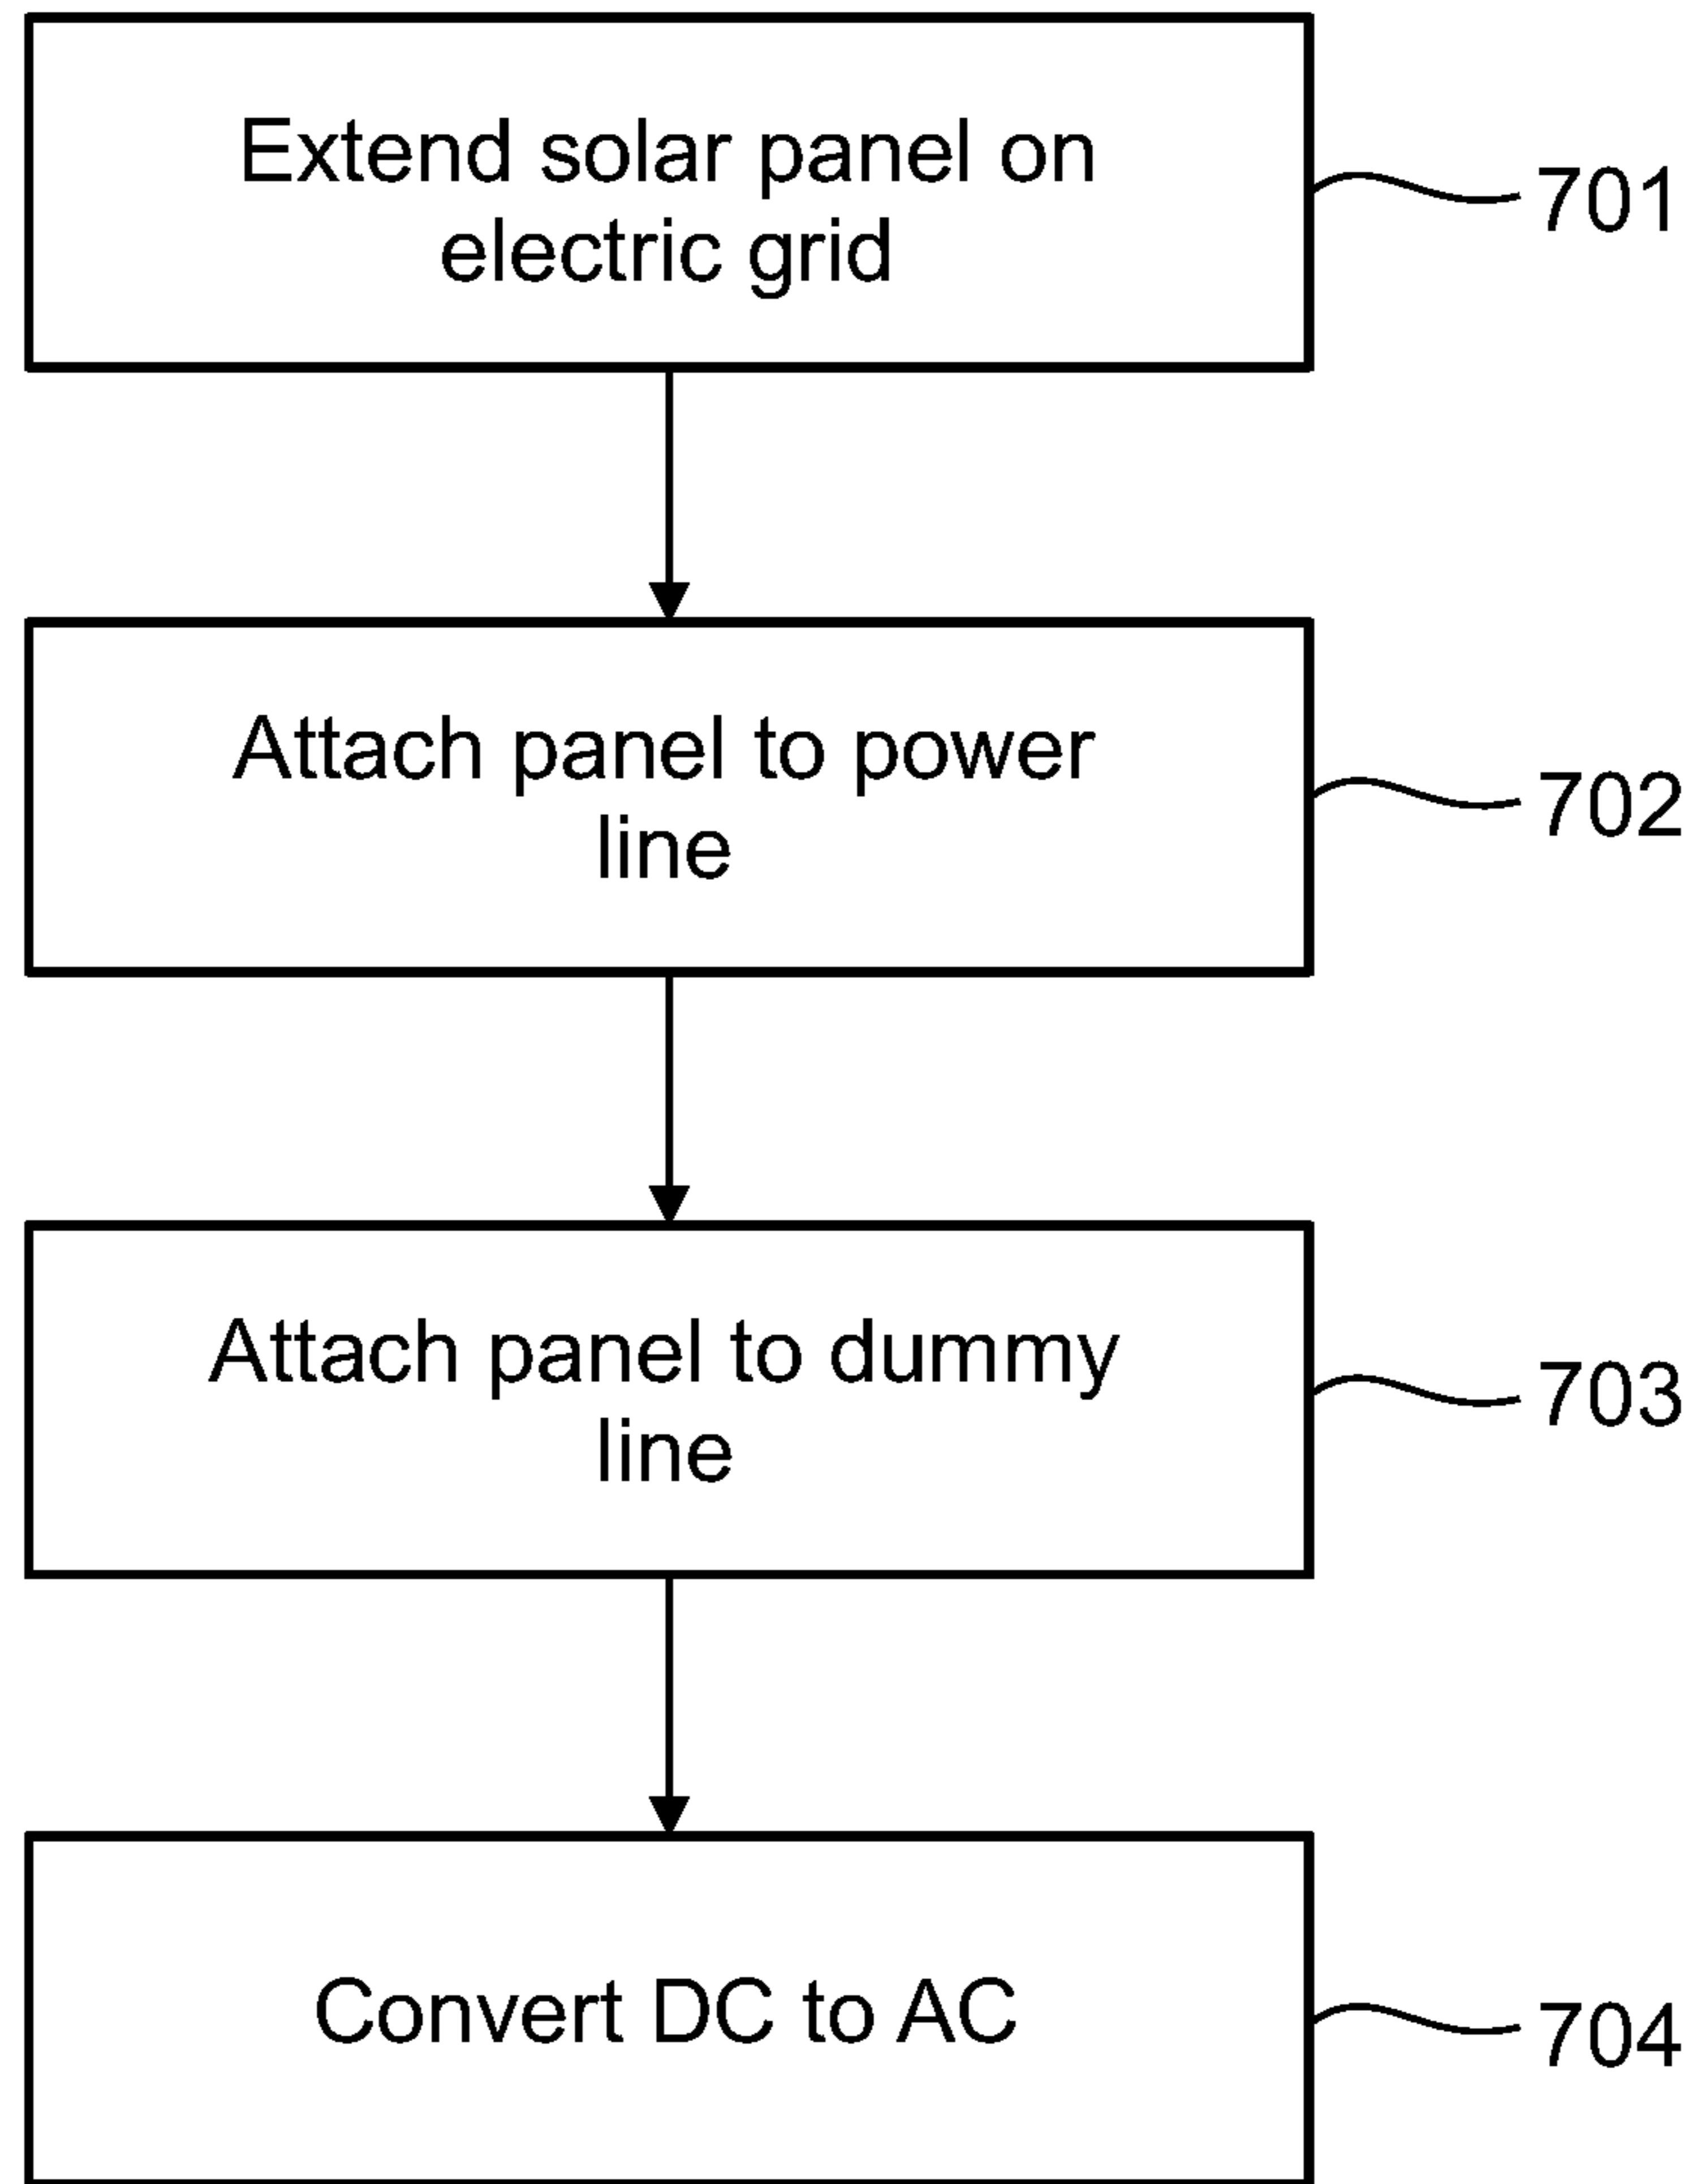 Extend solar panel on
electric grid
701
Attach panel to power
line
702
Attach panel to dummy
line
703
Convert DC to AC
704